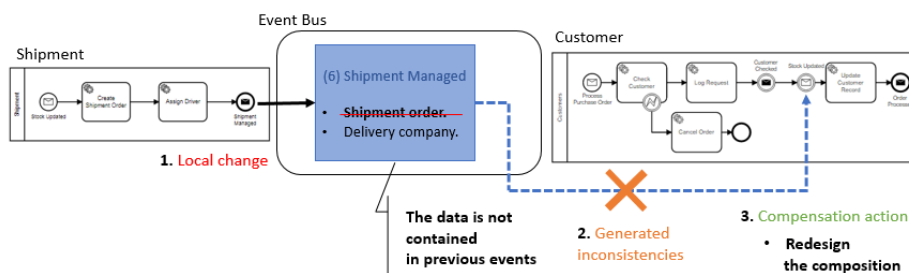 Event Bus
Shipment
Customer
(6) Shipment Managed
• Shipment order.
• Delivery company.
Shipment
Stock Updated
Create
Shipment Order
Assign Driver
Shipment
Managed
Customers
Process
Purchase Order
Check
Customer
Log Request
Customer
Checked
Stock Updated
Update
Customer
Record
Order
Processed
Cancel Order
1. Local change
The data is not
contained
in previous events
2. Generated
inconsistencies
3. Compensation action
• Redesign
the composition